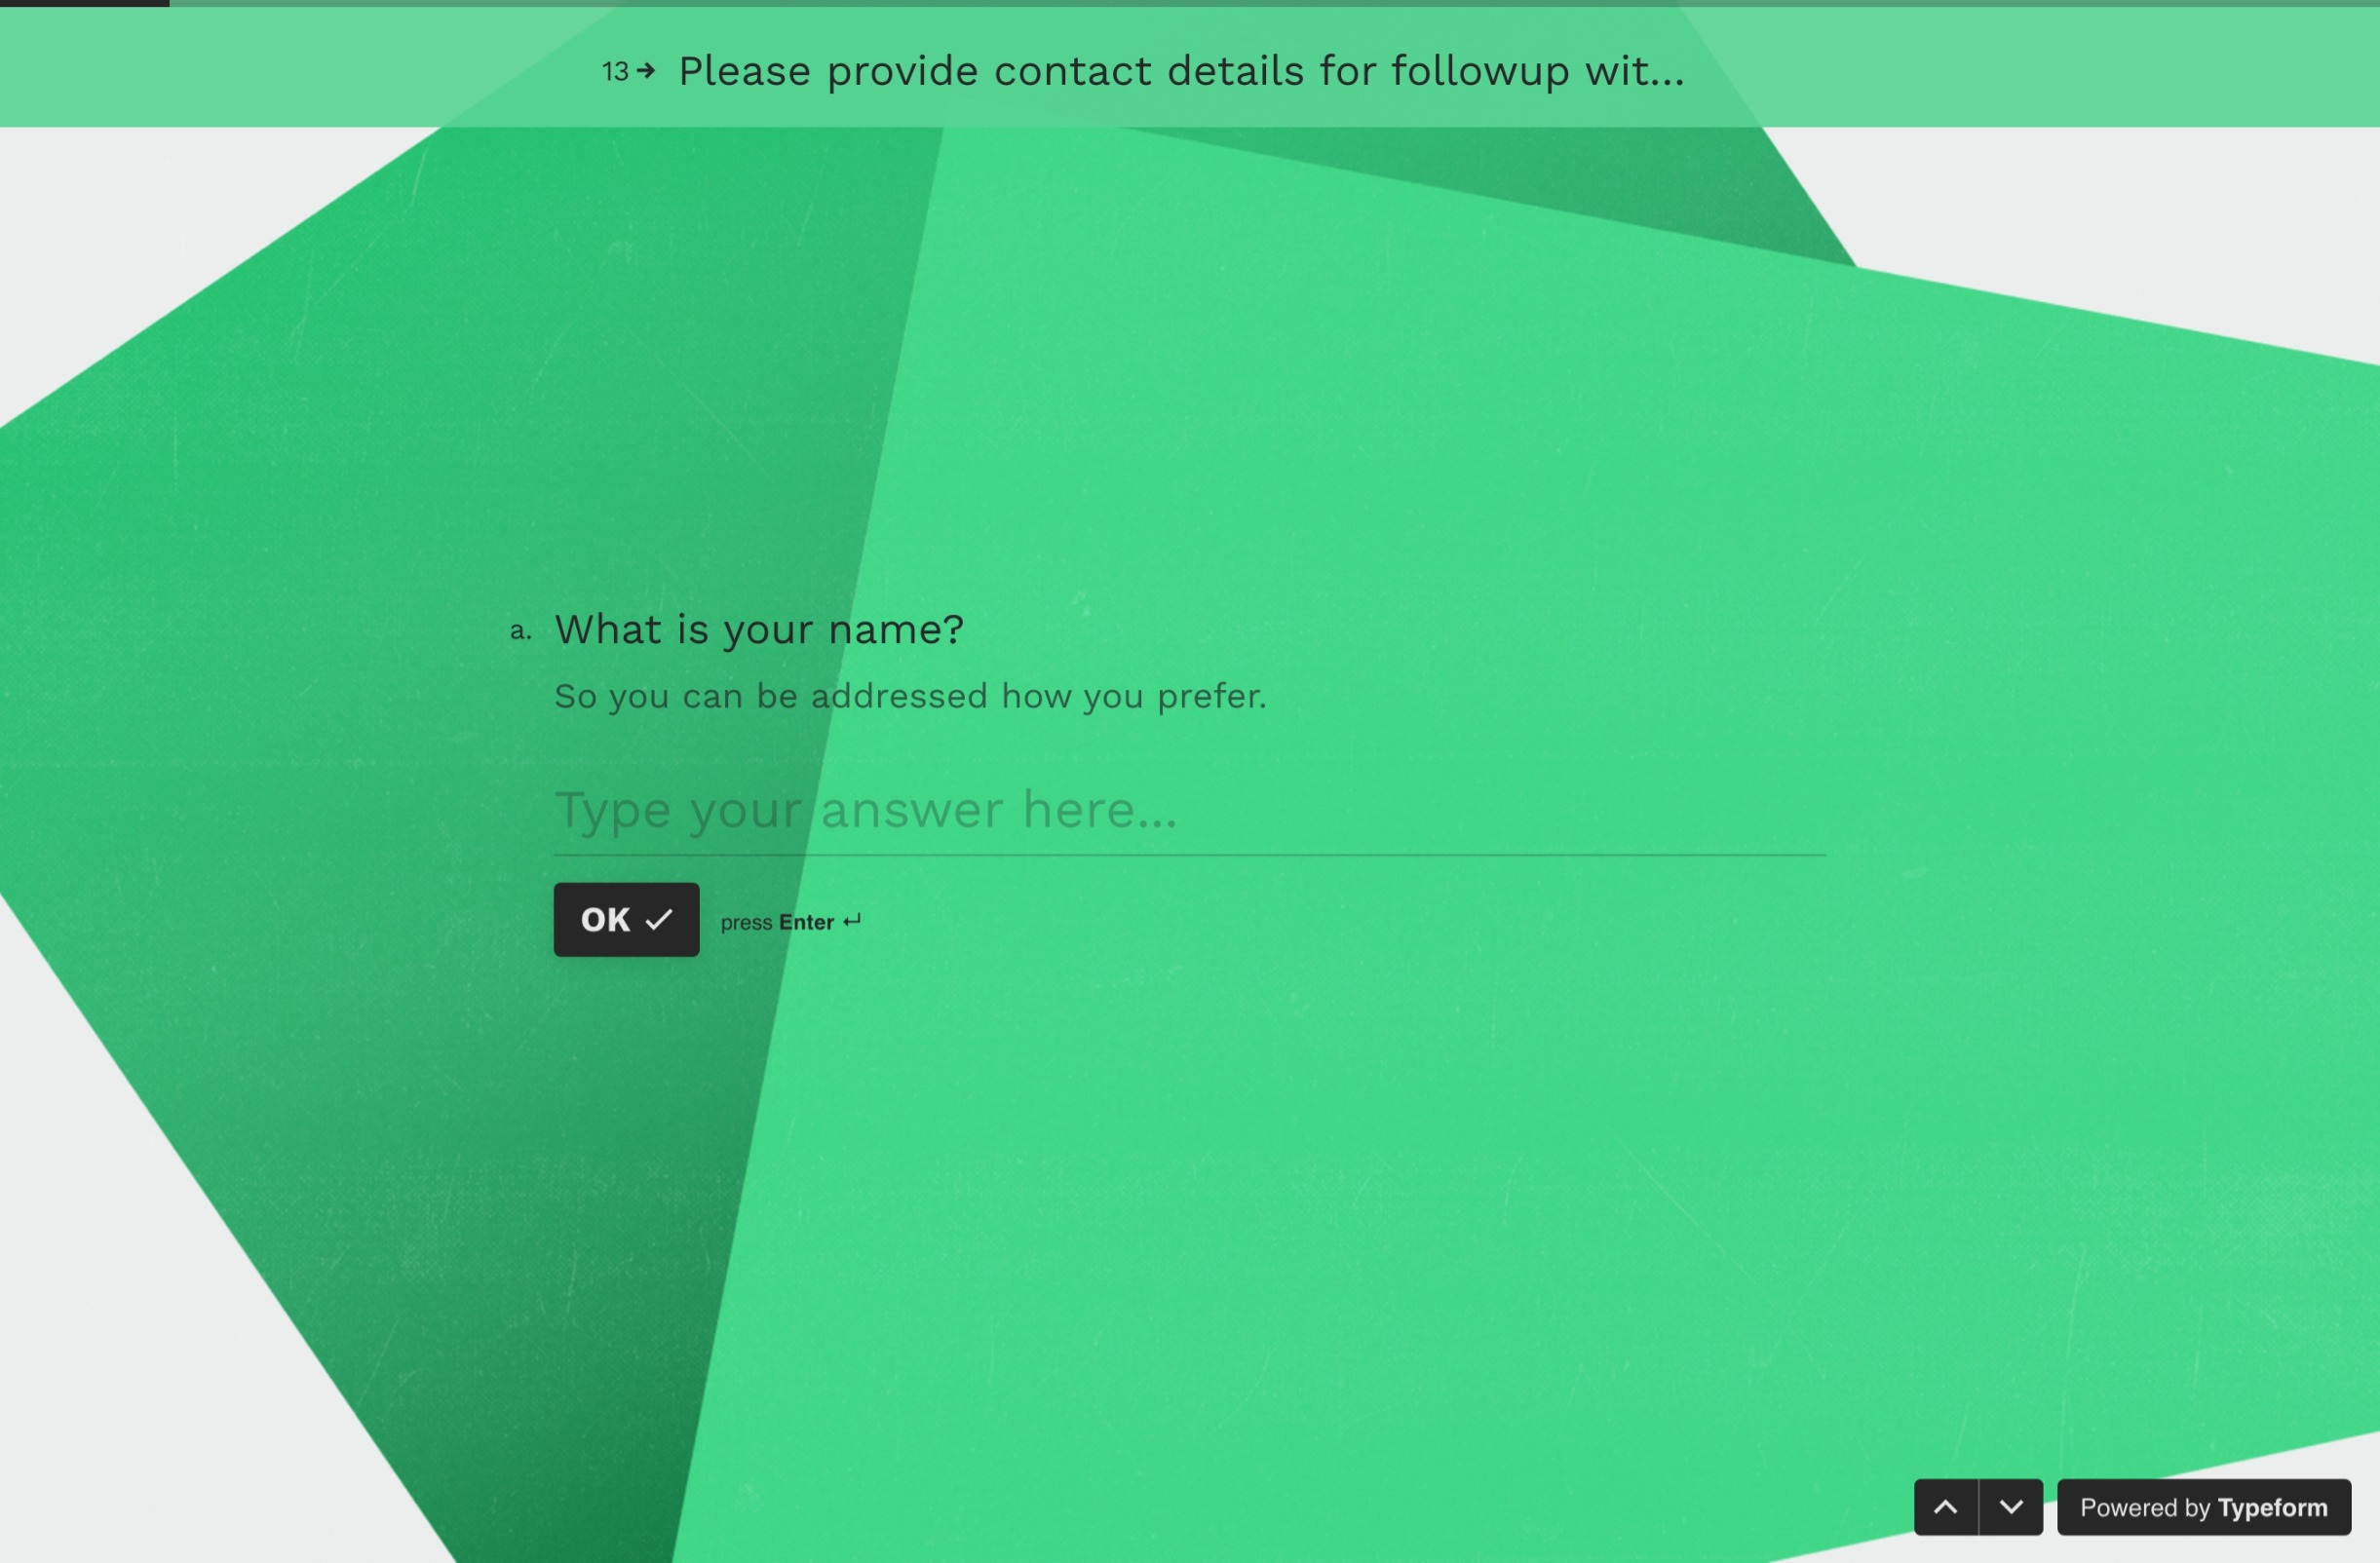 13→ Please provide contact details for followup wit...
a. What is your name?
So you can be addressed how you prefer.
Type your answer here...
OK ✓ press Enter ↵
Powered by Typeform